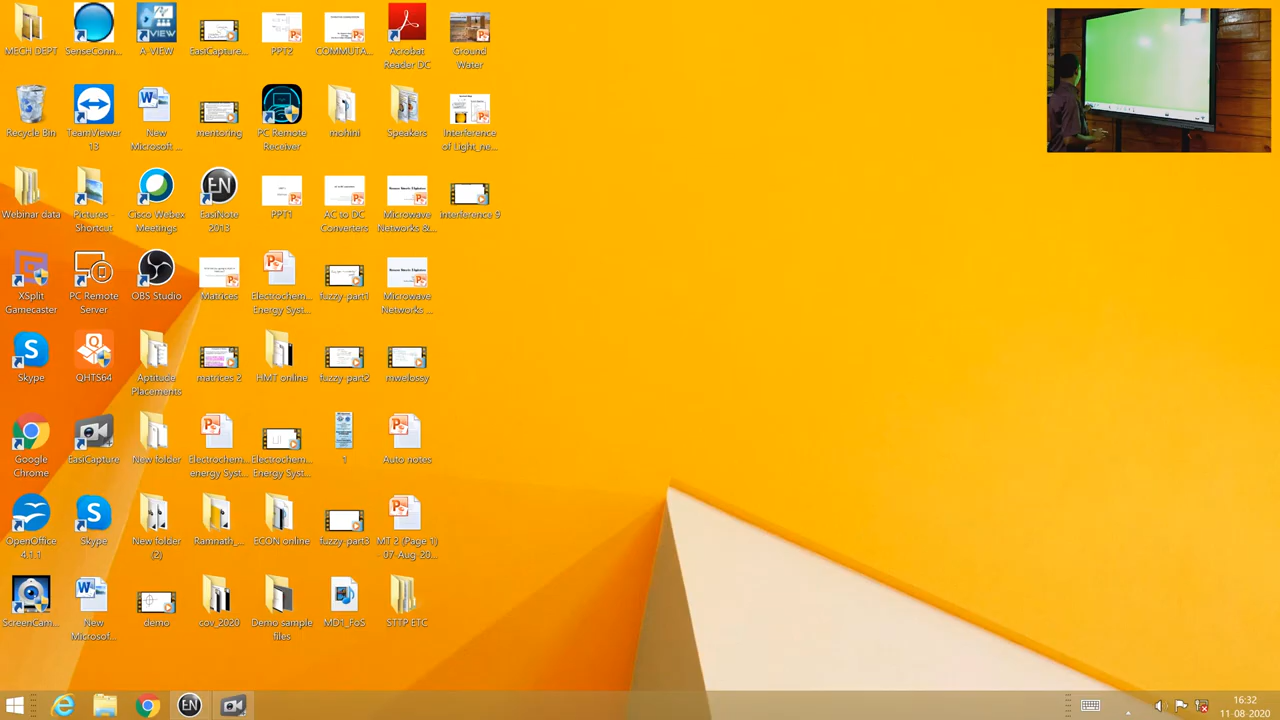 MECH DEPT
SenseConn...
A-VIEW
EasiCapture...
PPT2
COMMUTA...
Acrobat
Reader DC
Ground
Water
Recycle Bin
TeamViewer
13
New
Microsoft ...
mentoring
PC Remote
Receiver
mohini
Speakers
Interference
of Light_ne...
Webinar data
Pictures -
Shortcut
Cisco Webex
Meetings
EasiNote
2013
PPT1
AC to DC
Converters
Microwave
Networks &...
interference 9
XSplit
Gamecaster
PC Remote
Server
OBS Studio
Matrices
Electrochem...
Energy Syst...
fuzzy-part1
Microwave
Networks ...
Skype
QHTS64
Aptitude
Placements
matrices 2
HMT online
fuzzy-part2
mwelossy
Google
Chrome
EasiCapture
New folder
Electrochem...
energy Syst...
Electrochem...
Energy Syst...
1
Auto notes
OpenOffice
4.1.1
Skype
New folder
(2)
Ramnath_...
ECON online
fuzzy-part3
MT 2 (Page 1)
- 07-Aug-20...
ScreenCam...
New
Microsof...
demo
cov_2020
Demo sample
files
MD1_FoS
STTP ETC
16:32
11-08-2020